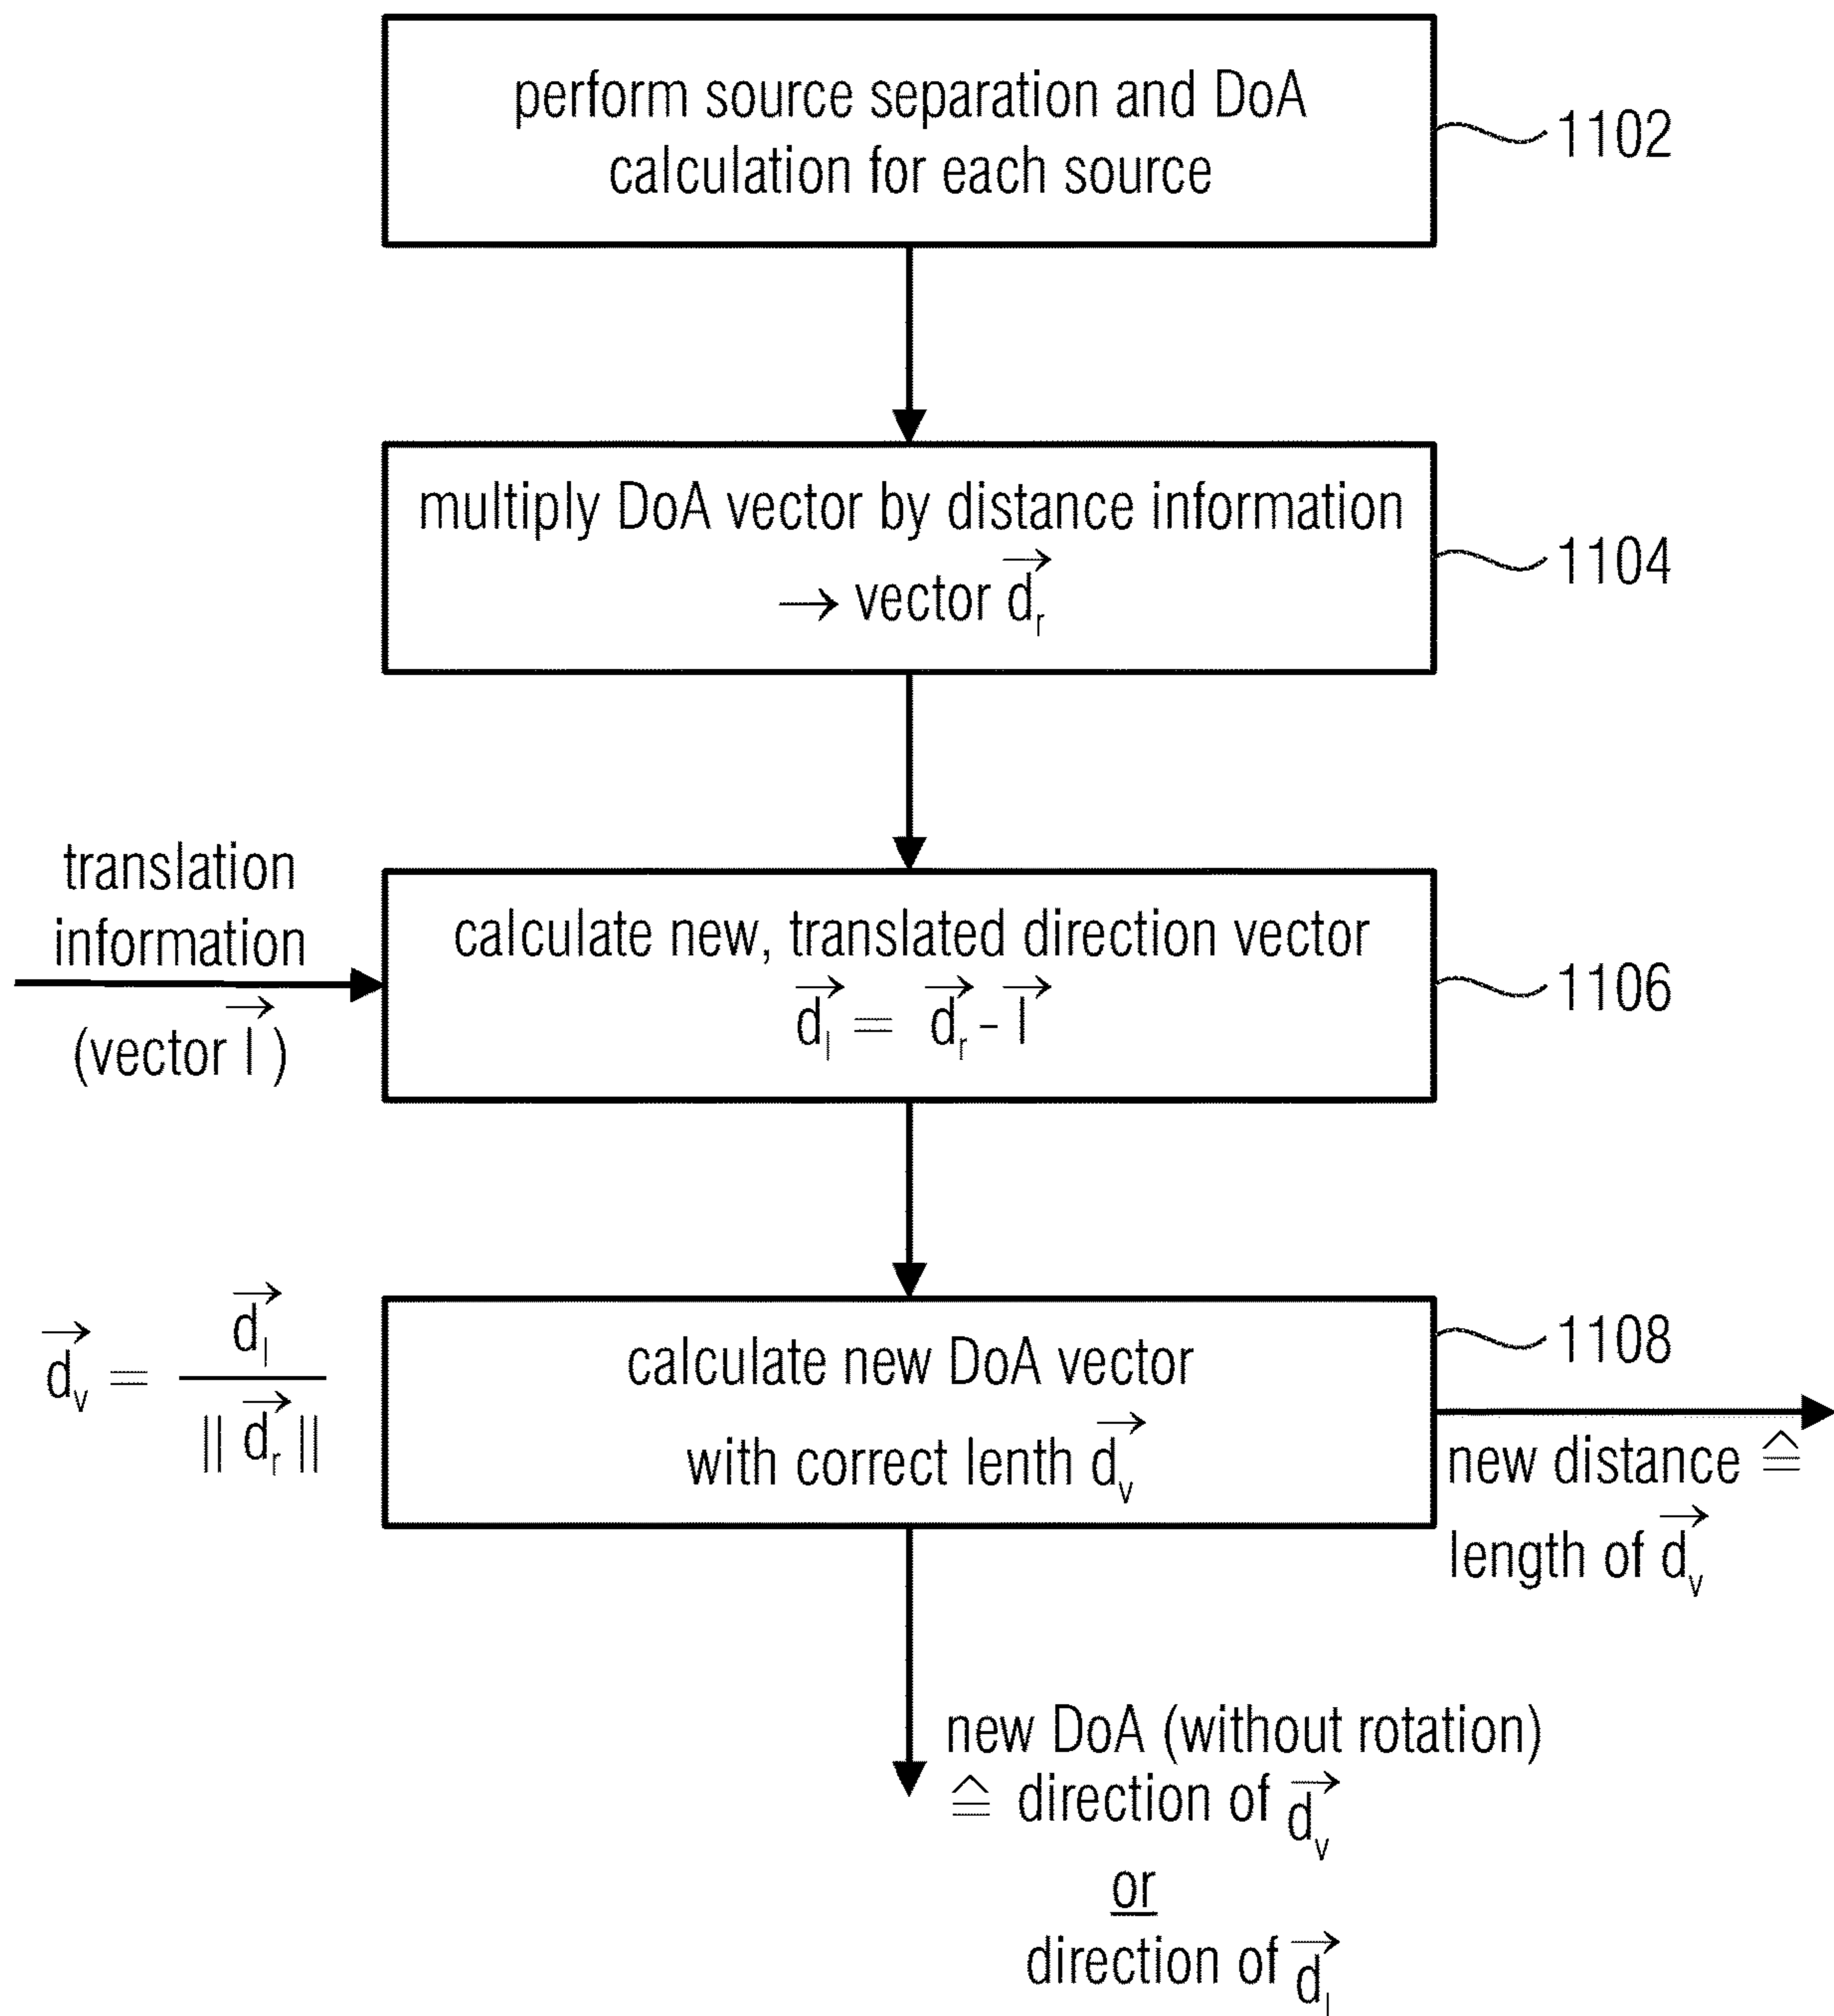 perform source separation and DoA
calculation for each source
1102
multiply DoA vector by distance information
→ vector d⃗ᵣ
1104
translation
information
(vector l⃗ )
calculate new, translated direction vector
d⃗ₗ = d⃗ᵣ - l⃗
1106
d⃗ᵥ = d⃗ₗ / || d⃗ᵣ ||
calculate new DoA vector
with correct lenth d⃗ᵥ
1108
new distance ≙
length of d⃗ᵥ
new DoA (without rotation)
≙ direction of d⃗ᵥ
or
direction of d⃗ₗ